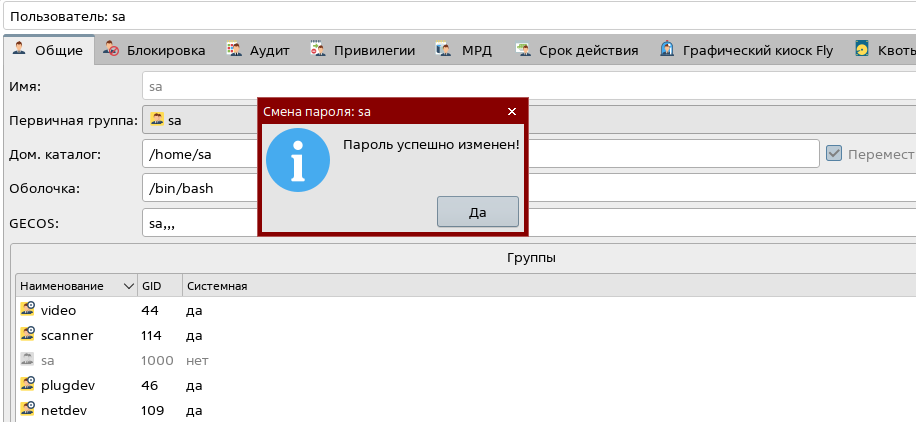 Пользователь: sa
Общие Блокировка Аудит Привилегии МРД Срок действия Графический киоск Fly Квоть
Имя: sa
Смена пароля: sa
Первичная группа: sa
Пароль успешно изменен!
Дом. каталог: /home/sa Перемест
Оболочка: /bin/bash
Да
GECOS: sa,,,
Группы
Наименование GID Системная
video 44 да
scanner 114 да
sa 1000 нет
plugdev 46 да
netdev 109 да